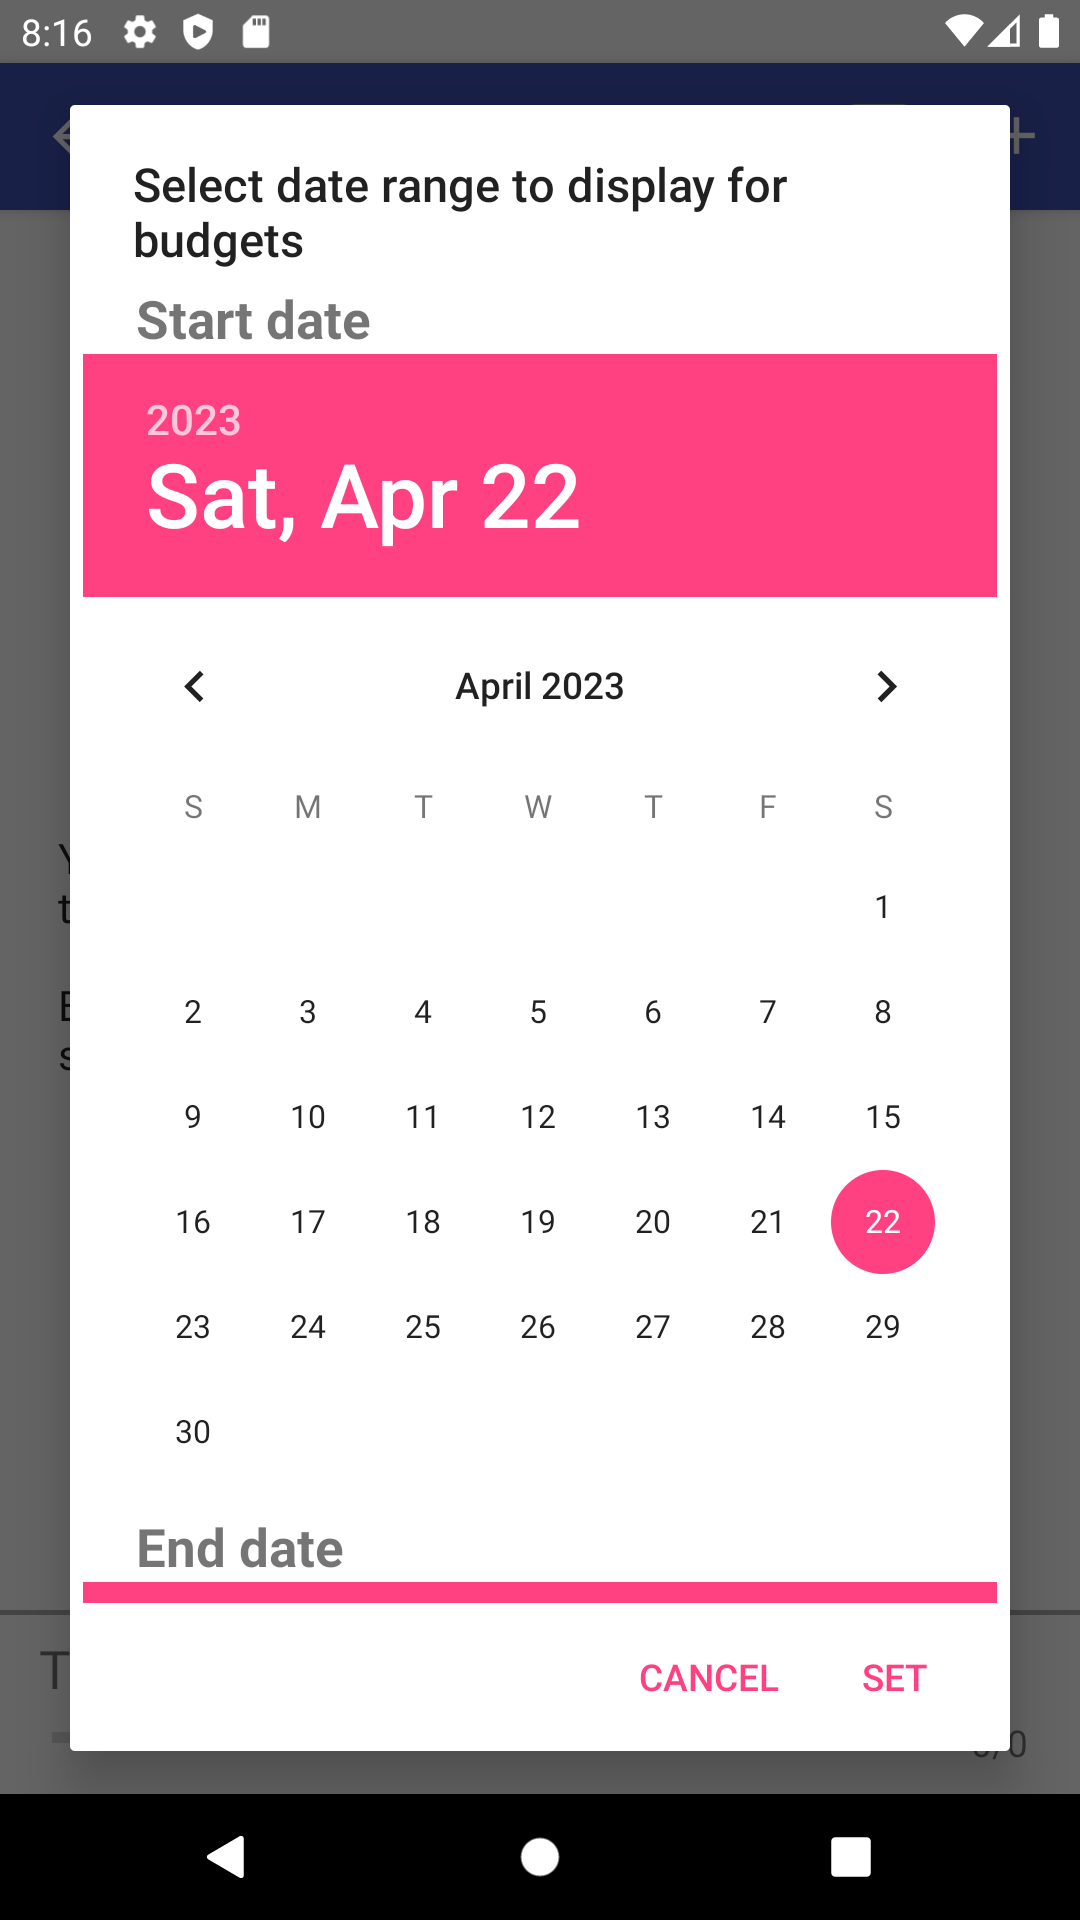 8:16
Select date range to display for
budgets
Start date
2023
Sat, Apr 22
April 2023
S M T W T F S
1
2 3 4 5 6 7 8
9 10 11 12 13 14 15
16 17 18 19 20 21 22
23 24 25 26 27 28 29
30
End date
CANCEL SET